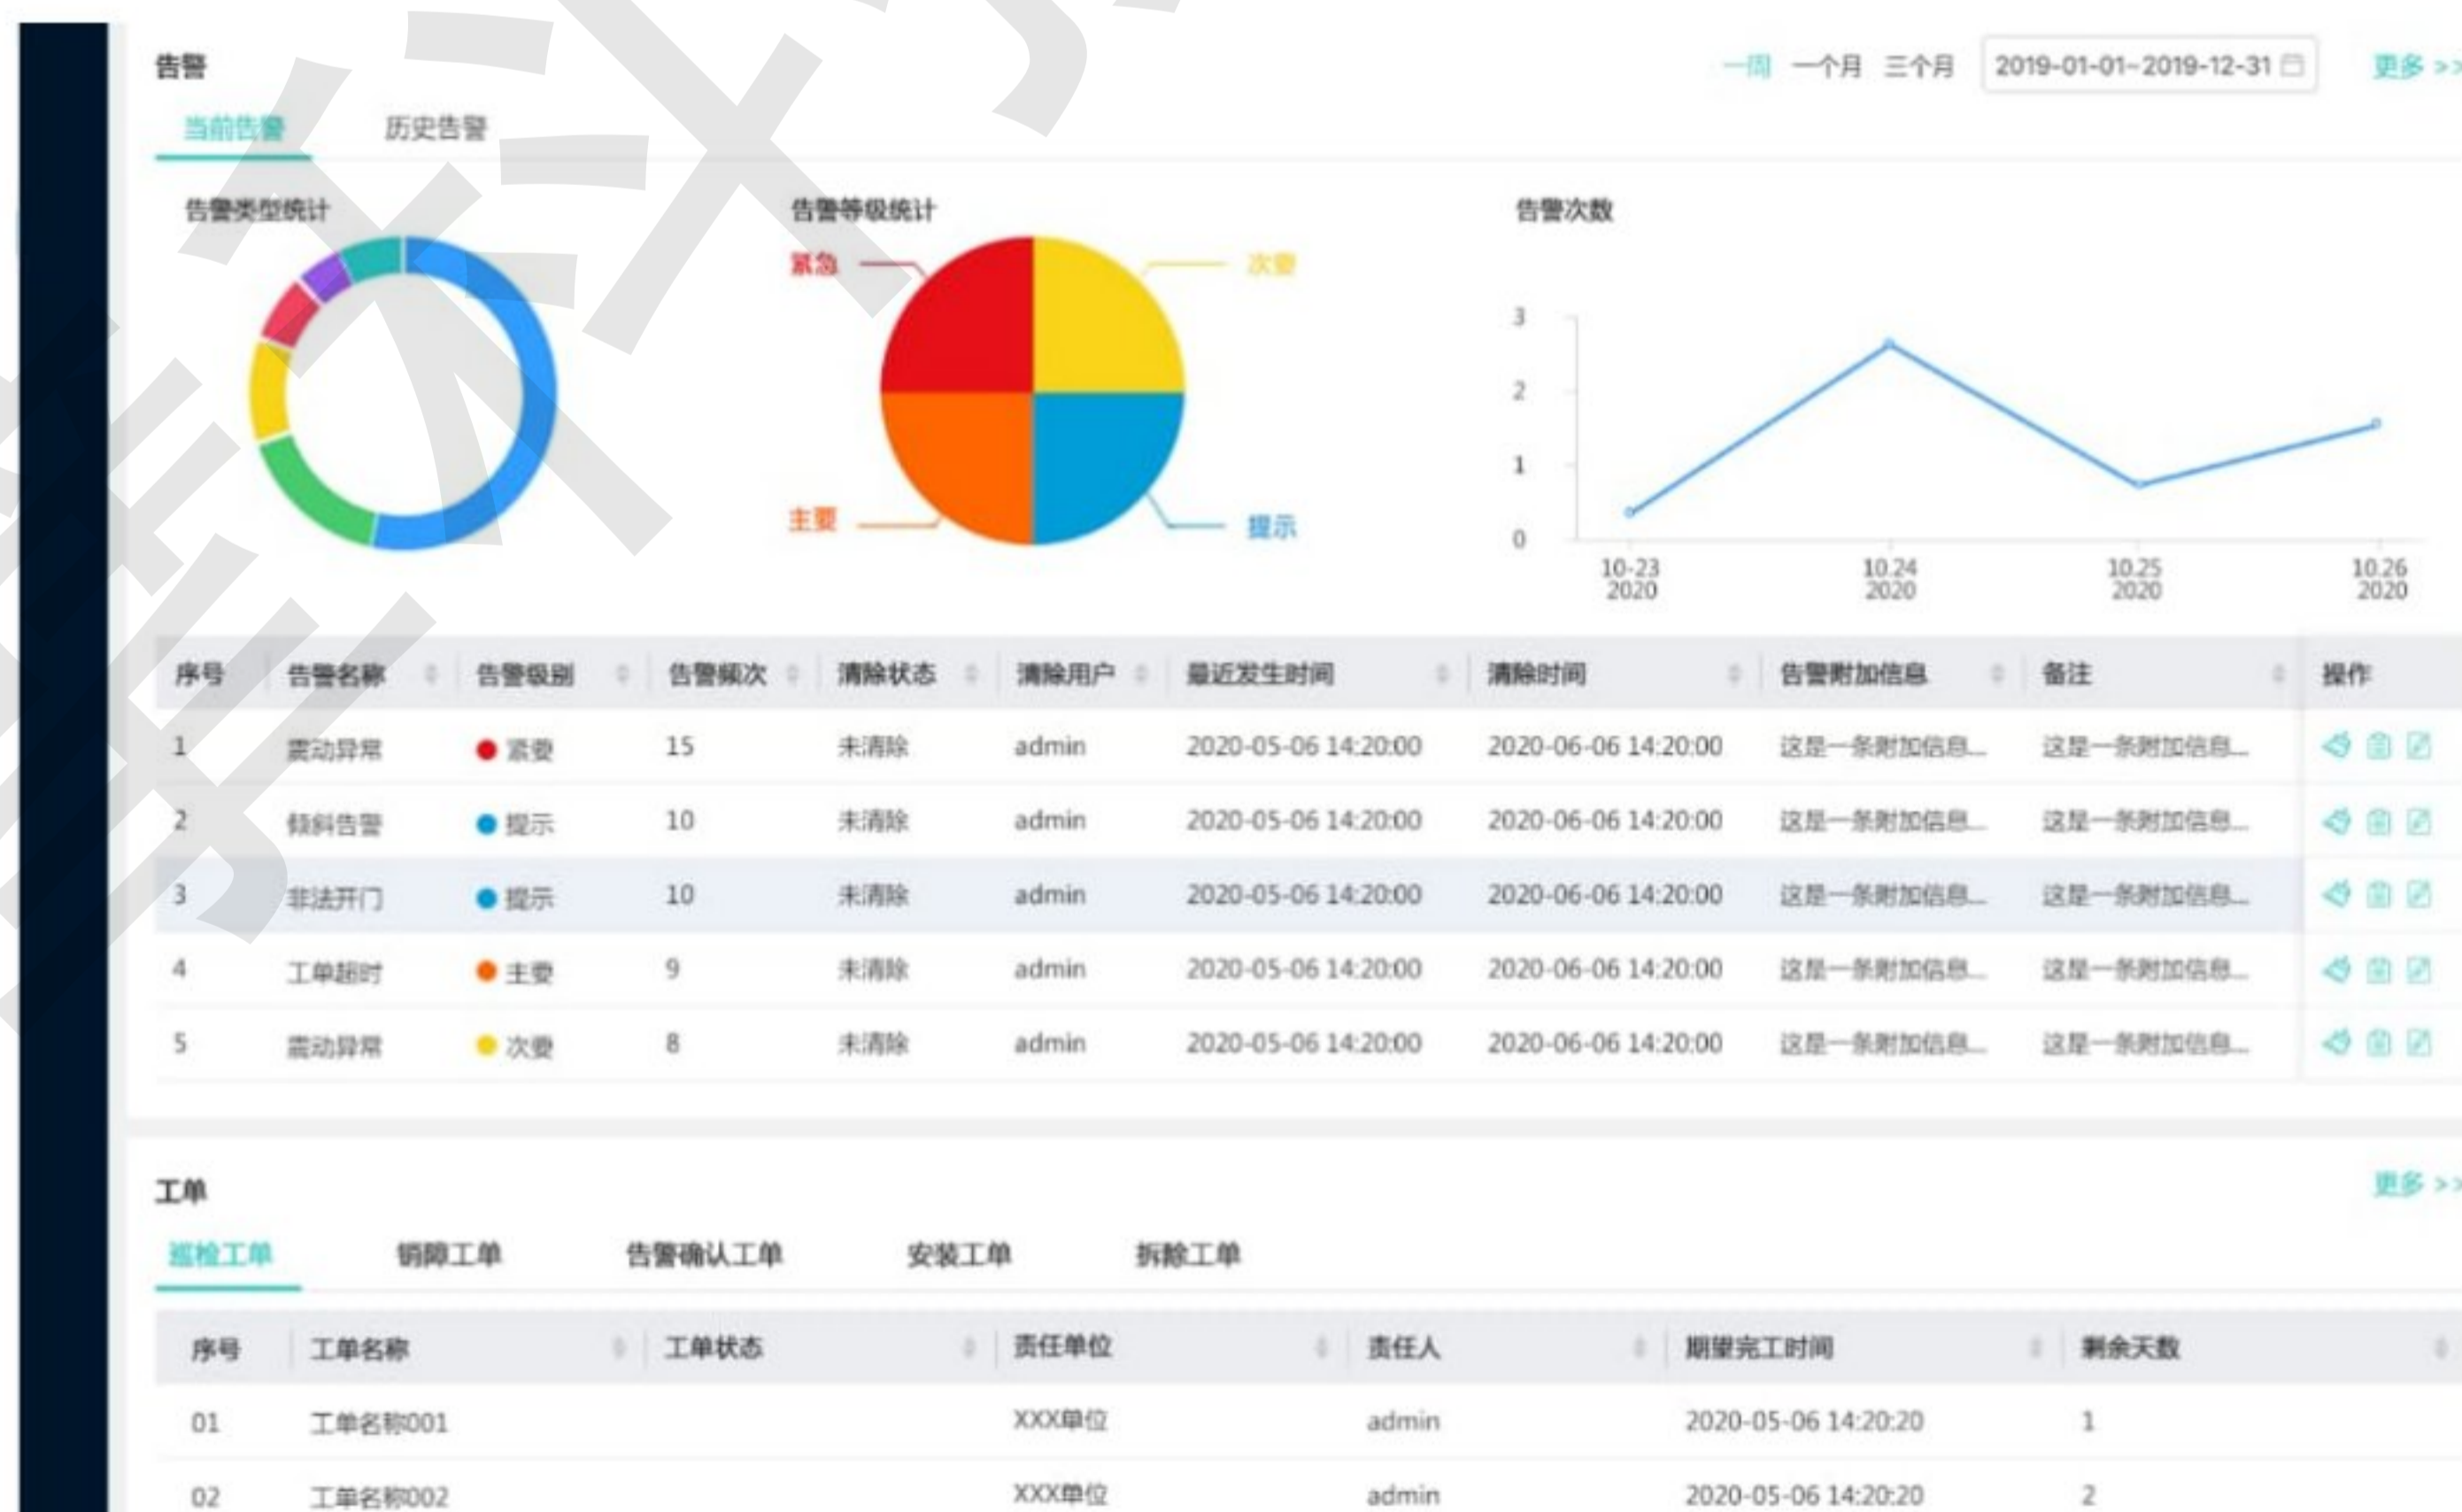 告警
一周 一个月 三个月 2019-01-01~2019-12-31 更多 >>
当前告警 历史告警
告警类型统计 告警等级统计 告警次数
紧急 次要
主要 提示
3
2
1
0
10-23 10.24 10.25 10.26
2020 2020 2020 2020
序号 告警名称 告警级别 告警频次 清除状态 清除用户 最近发生时间 清除时间 告警附加信息 备注 操作
1 震动异常 紧要 15 未清除 admin 2020-05-06 14:20:00 2020-06-06 14:20:00 这是一条附加信息... 这是一条附加信息...
2 倾斜告警 提示 10 未清除 admin 2020-05-06 14:20:00 2020-06-06 14:20:00 这是一条附加信息... 这是一条附加信息...
3 非法开门 提示 10 未清除 admin 2020-05-06 14:20:00 2020-06-06 14:20:00 这是一条附加信息... 这是一条附加信息...
4 工单超时 主要 9 未清除 admin 2020-05-06 14:20:00 2020-06-06 14:20:00 这是一条附加信息... 这是一条附加信息...
5 震动异常 次要 8 未清除 admin 2020-05-06 14:20:00 2020-06-06 14:20:00 这是一条附加信息... 这是一条附加信息...
工单 更多 >>
巡检工单 销障工单 告警确认工单 安装工单 拆除工单
序号 工单名称 工单状态 责任单位 责任人 期望完工时间 剩余天数
01 工单名称001 XXX单位 admin 2020-05-06 14:20:20 1
02 工单名称002 XXX单位 admin 2020-05-06 14:20:20 2